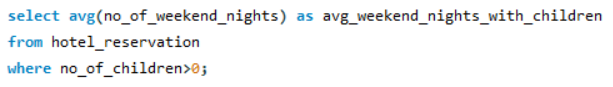 select avg(no_of_weekend_nights) as avg_weekend_nights_with_children
from hotel_reservation
where no_of_children>0;